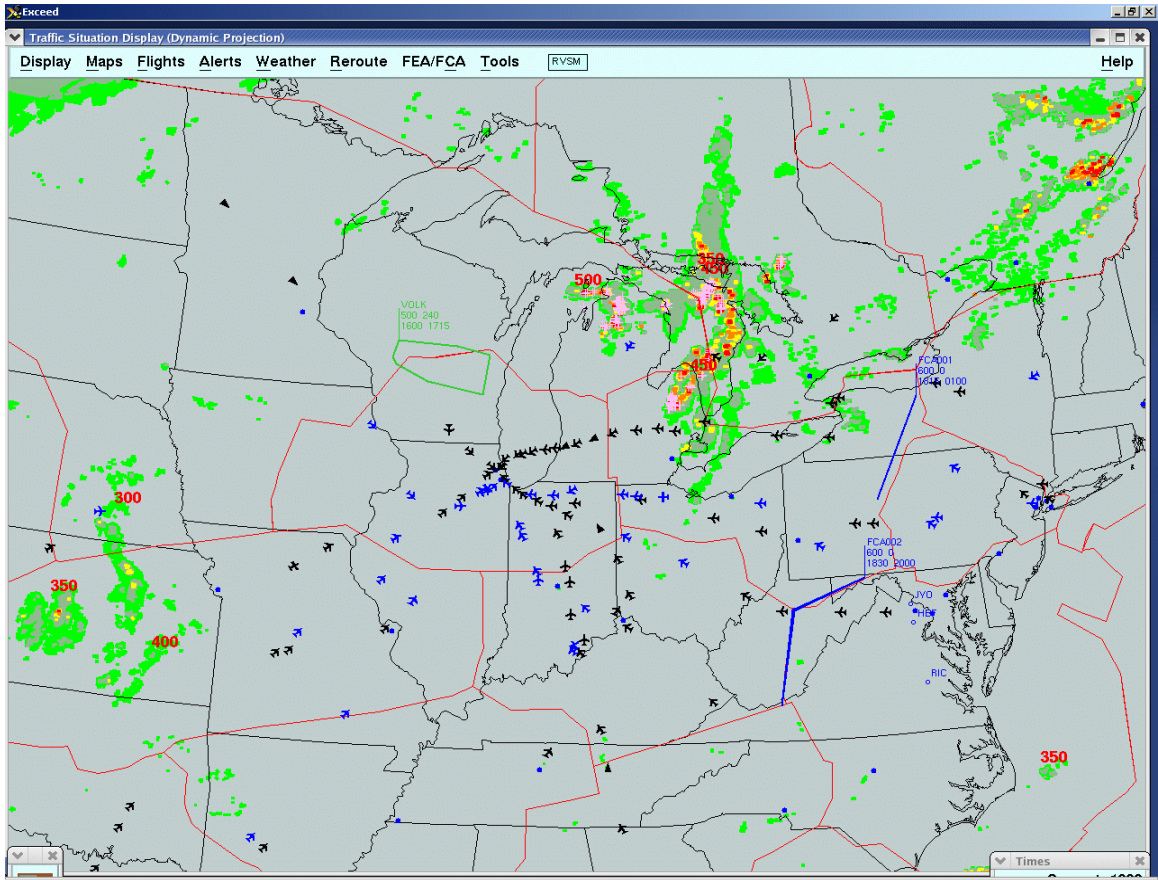 Exceed
Traffic Situation Display (Dynamic Projection)
Display Maps Flights Alerts Weather Reroute FEA/FCA Tools RVSM Help
350
450
500
VOLK
500 240
1600 1715
450
FCA001
600 0
0100
300
FCA002
600 0
1830 2000
350
JYO
400
RIC
350
Times